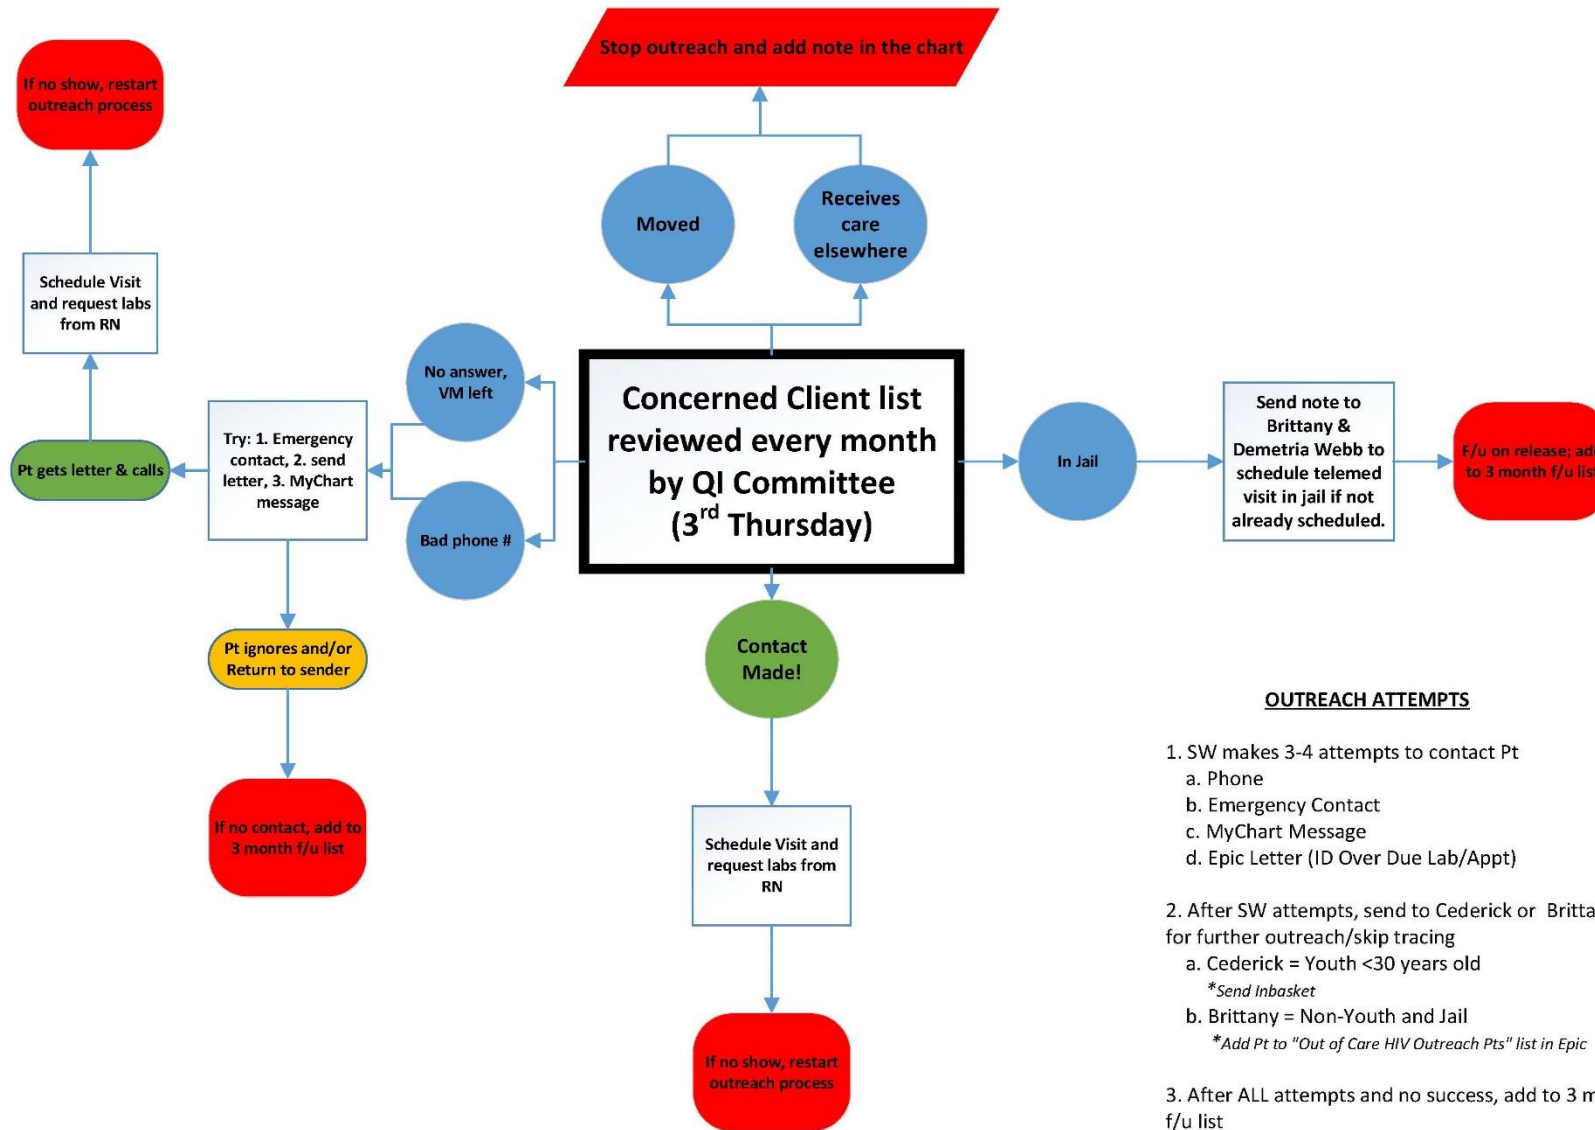 Stop outreach and add note in the chart
If no show, restart
outreach process
Moved
Receives
care
elsewhere
Schedule Visit
and request labs
from RN
No answer,
VM left
Concerned Client list
reviewed every month
by QI Committee
(3rd Thursday)
Try: 1. Emergency
contact, 2. send
letter, 3. MyChart
message
Pt gets letter & calls
Bad phone #
In Jail
Send note to
Brittany &
Demetria Webb to
schedule telemed
visit in jail if not
already scheduled.
F/u on release; add
to 3 month f/u list
Pt ignores and/or
Return to sender
Contact
Made!
If no contact, add to
3 month f/u list
Schedule Visit and
request labs from
RN
If no show, restart
outreach process
OUTREACH ATTEMPTS
1. SW makes 3-4 attempts to contact Pt
a. Phone
b. Emergency Contact
c. MyChart Message
d. Epic Letter (ID Over Due Lab/Appt)
2. After SW attempts, send to Cederick or Britta
for further outreach/skip tracing
a. Cederick = Youth <30 years old
*Send Inbasket
b. Brittany = Non-Youth and Jail
*Add Pt to "Out of Care HIV Outreach Pts" list in Epic
3. After ALL attempts and no success, add to 3 m
f/u list